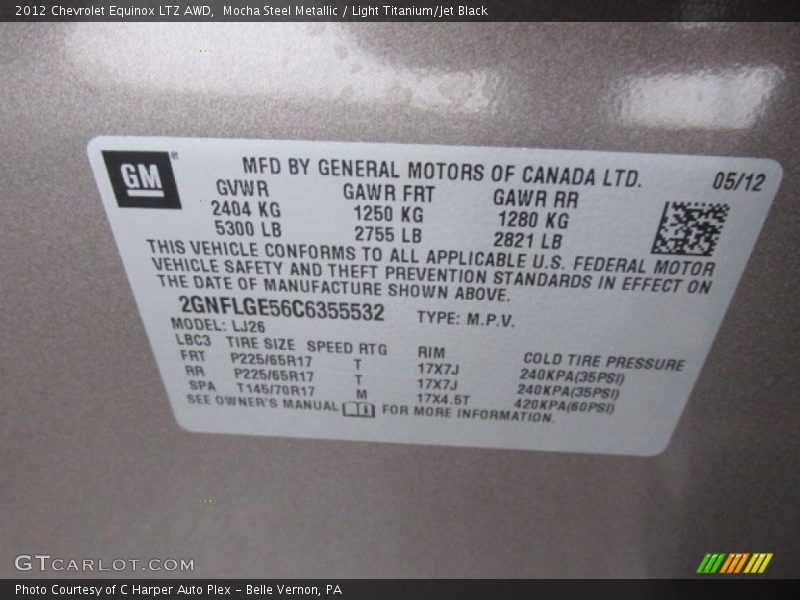 2012 Chevrolet Equinox LTZ AWD,  Mocha Steel Metallic / Light Titanium/Jet Black
GM
MFD BY GENERAL MOTORS OF CANADA LTD.
05/12
GVWR GAWR FRT GAWR RR
2404 KG 1250 KG 1280 KG
5300 LB 2755 LB 2821 LB
THIS VEHICLE CONFORMS TO ALL APPLICABLE U.S. FEDERAL MOTOR
VEHICLE SAFETY AND THEFT PREVENTION STANDARDS IN EFFECT ON
THE DATE OF MANUFACTURE SHOWN ABOVE.
2GNFLGE56C6355532 TYPE: M.P.V.
MODEL: LJ26
LBC3 TIRE SIZE SPEED RTG RIM COLD TIRE PRESSURE
FRT P225/65R17 T 17X7J 240KPA(35PSI)
RR P225/65R17 T 17X7J 240KPA(35PSI)
SPA T145/70R17 M 17X4.5T 420KPA(60PSI)
SEE OWNER'S MANUAL FOR MORE INFORMATION.
GTCARLOT.COM
Photo Courtesy of C Harper Auto Plex - Belle Vernon, PA